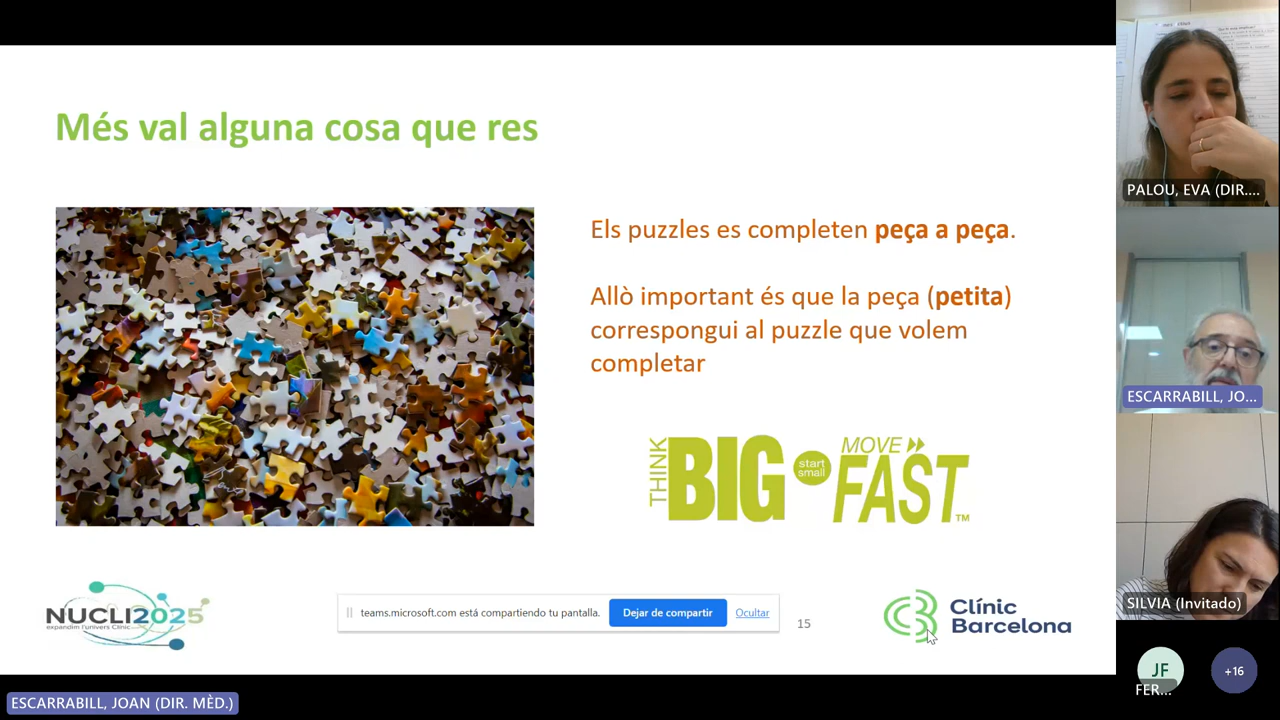 Més val alguna cosa que res
Els puzzles es completen peça a peça.
Allò important és que la peça (petita)
correspongui al puzzle que volem
completar
THINK
BIG
start
small
MOVE
FAST™
NUCLI2025
expandim l'univers Clínic
teams.microsoft.com está compartiendo tu pantalla.
Dejar de compartir
Ocultar
15
Clínic
Barcelona
PALOU, EVA (DIR....
ESCARRABILL, JO...
SILVIA (Invitado)
JF
FER...
+16
ESCARRABILL, JOAN (DIR. MÈD.)